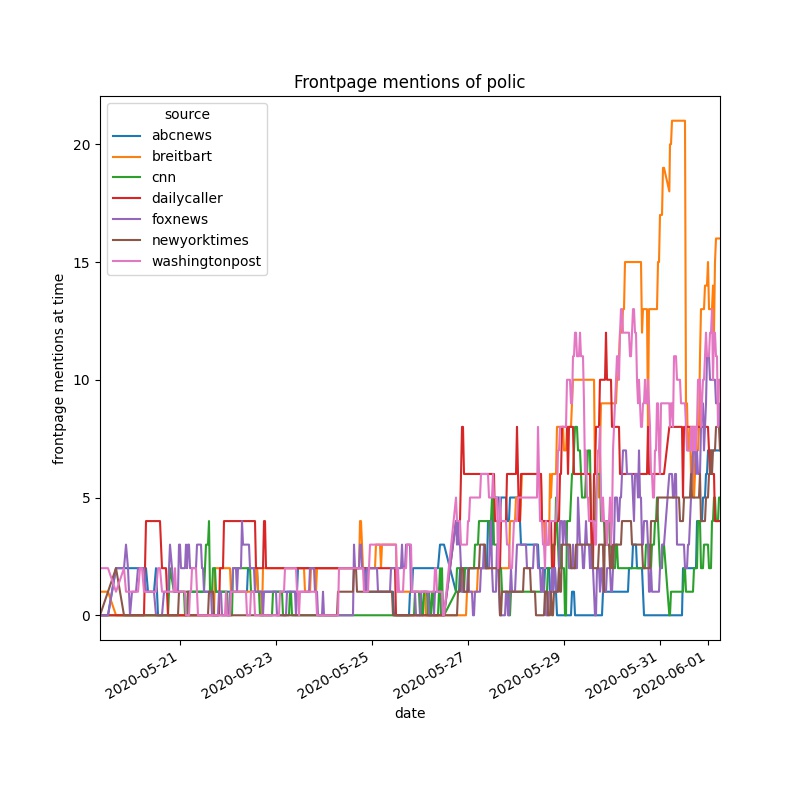 Frontpage mentions of polic
source
abcnews
breitbart
cnn
dailycaller
foxnews
newyorktimes
washingtonpost
frontpage mentions at time
20
15
10
5
0
2020-05-21
2020-05-23
2020-05-25
2020-05-27
2020-05-29
2020-05-31
2020-06-01
date